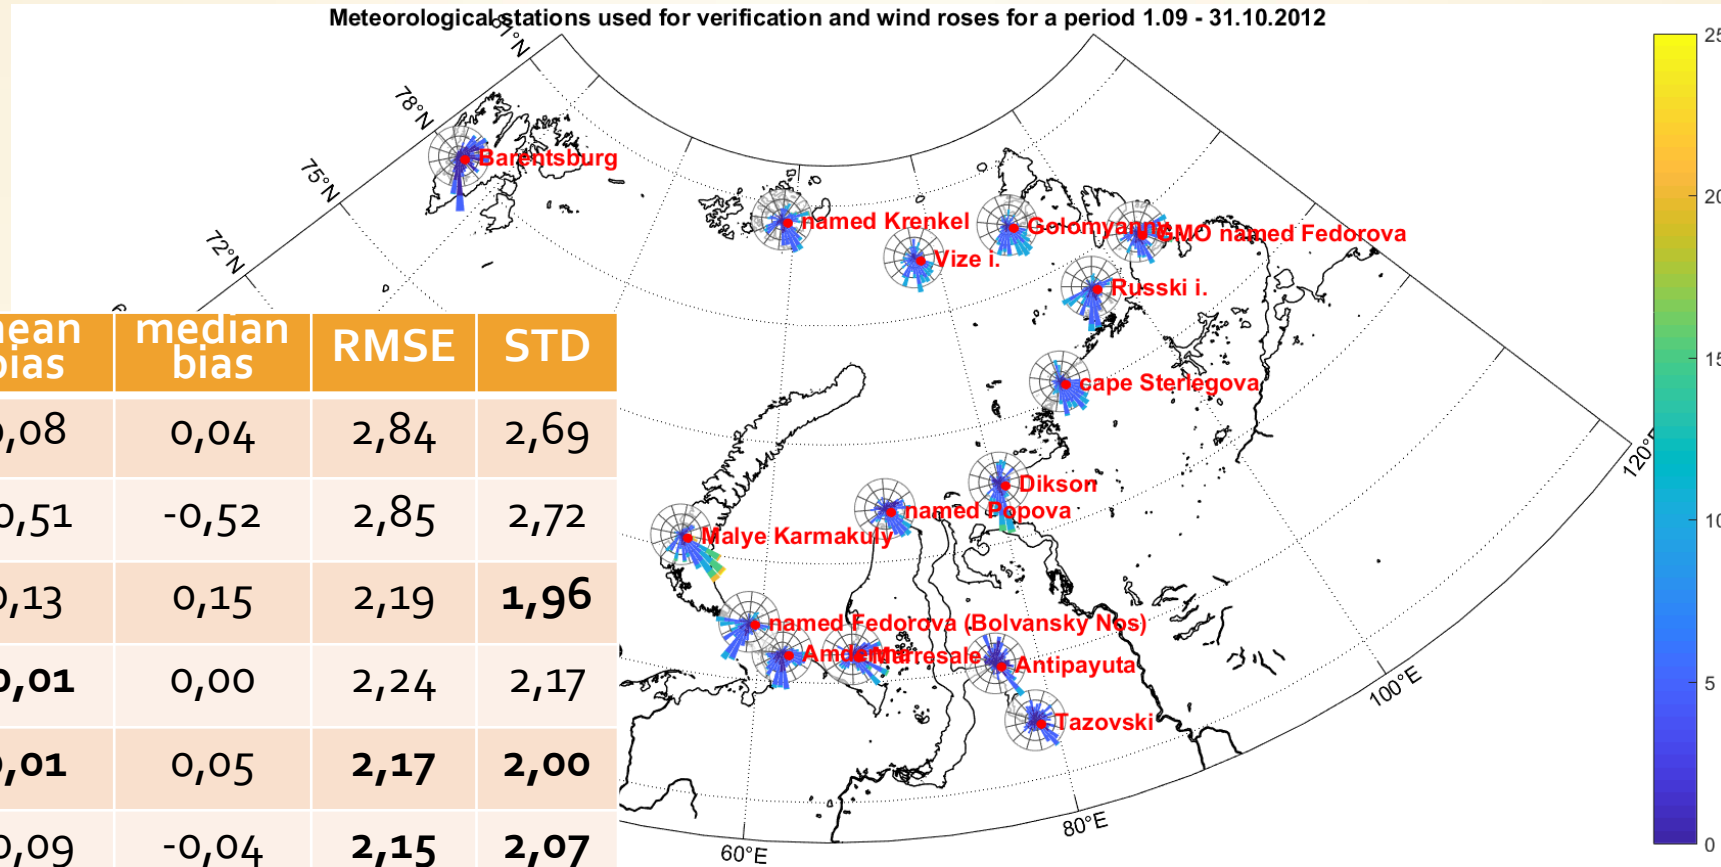 Meteorological stations used for verification and wind roses for a period 1.09 - 31.10.2012
78°N
75°N
72°N
Barentsburg
named Krenkel
Vize i.
Golomyanny
GMO named Fedorova
Russki i.
cape Sterlegova
Dikson
named Popova
Malye Karmakuly
named Fedorova (Bolvansky Nos)
Marresale
Antipayuta
Tazovski
120°E
100°E
80°E
60°E
25
20
15
10
5
0
median bias RMSE STD
0,04 2,84 2,69
-0,52 2,85 2,72
0,15 2,19 1,96
0,00 2,24 2,17
0,05 2,17 2,00
-0,04 2,15 2,07